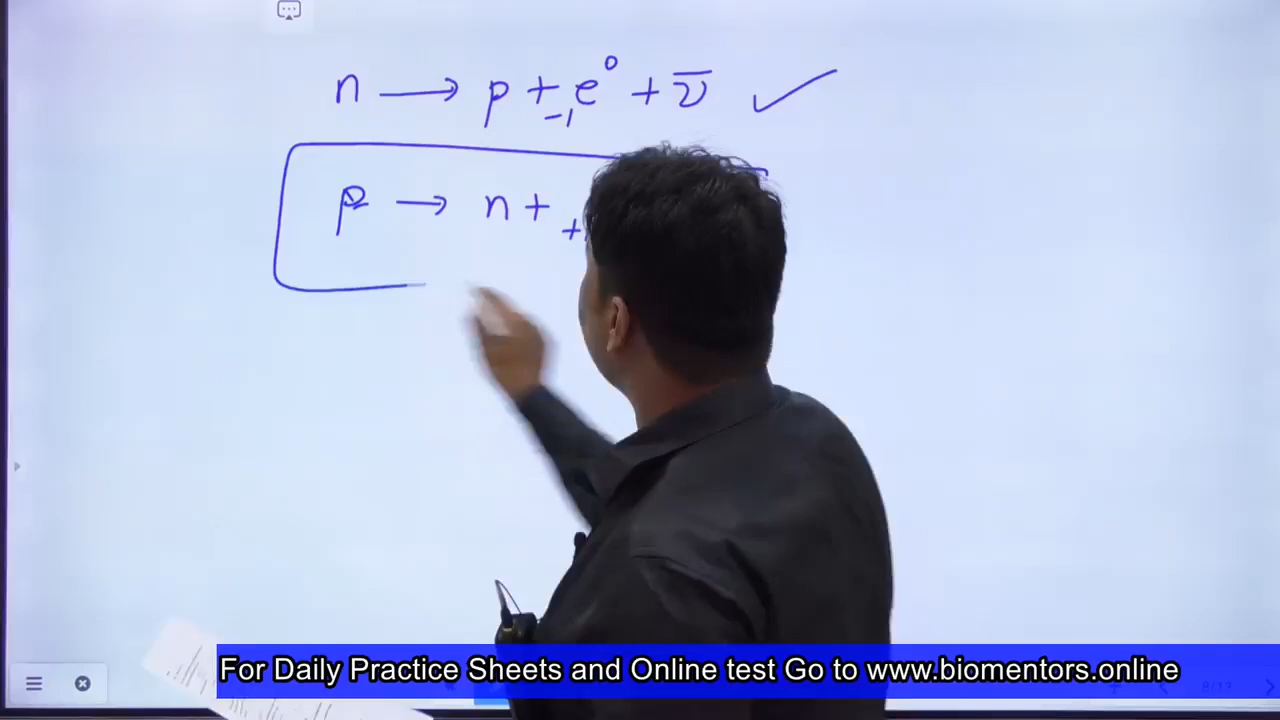 n → p + ₋₁e⁰ + ν̅ ✓
p → n + ₊
For Daily Practice Sheets and Online test Go to www.biomentors.online